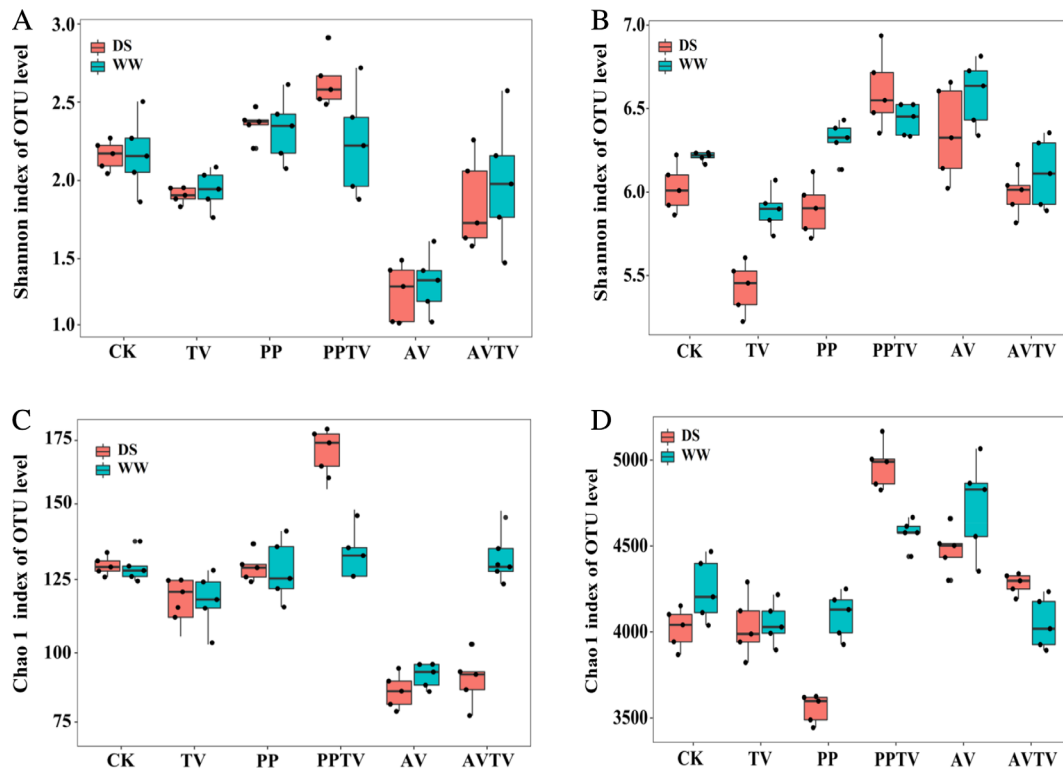 A
Shannon index of OTU level
3.0
2.5
2.0
1.5
1.0
DS
WW
CK TV PP PPTV AV AVTV
B
Shannon index of OTU level
6.0
6.5
6.0
5.5
DS
WW
CK TV PP PPTV AV AVTV
C
Chao 1 index of OTU level
175
150
125
100
75
DS
WW
CK TV PP PPTV AV AVTV
D
Chao 1 index of OTU level
5000
4500
4000
3500
DS
WW
CK TV PP PPTV AV AVTV